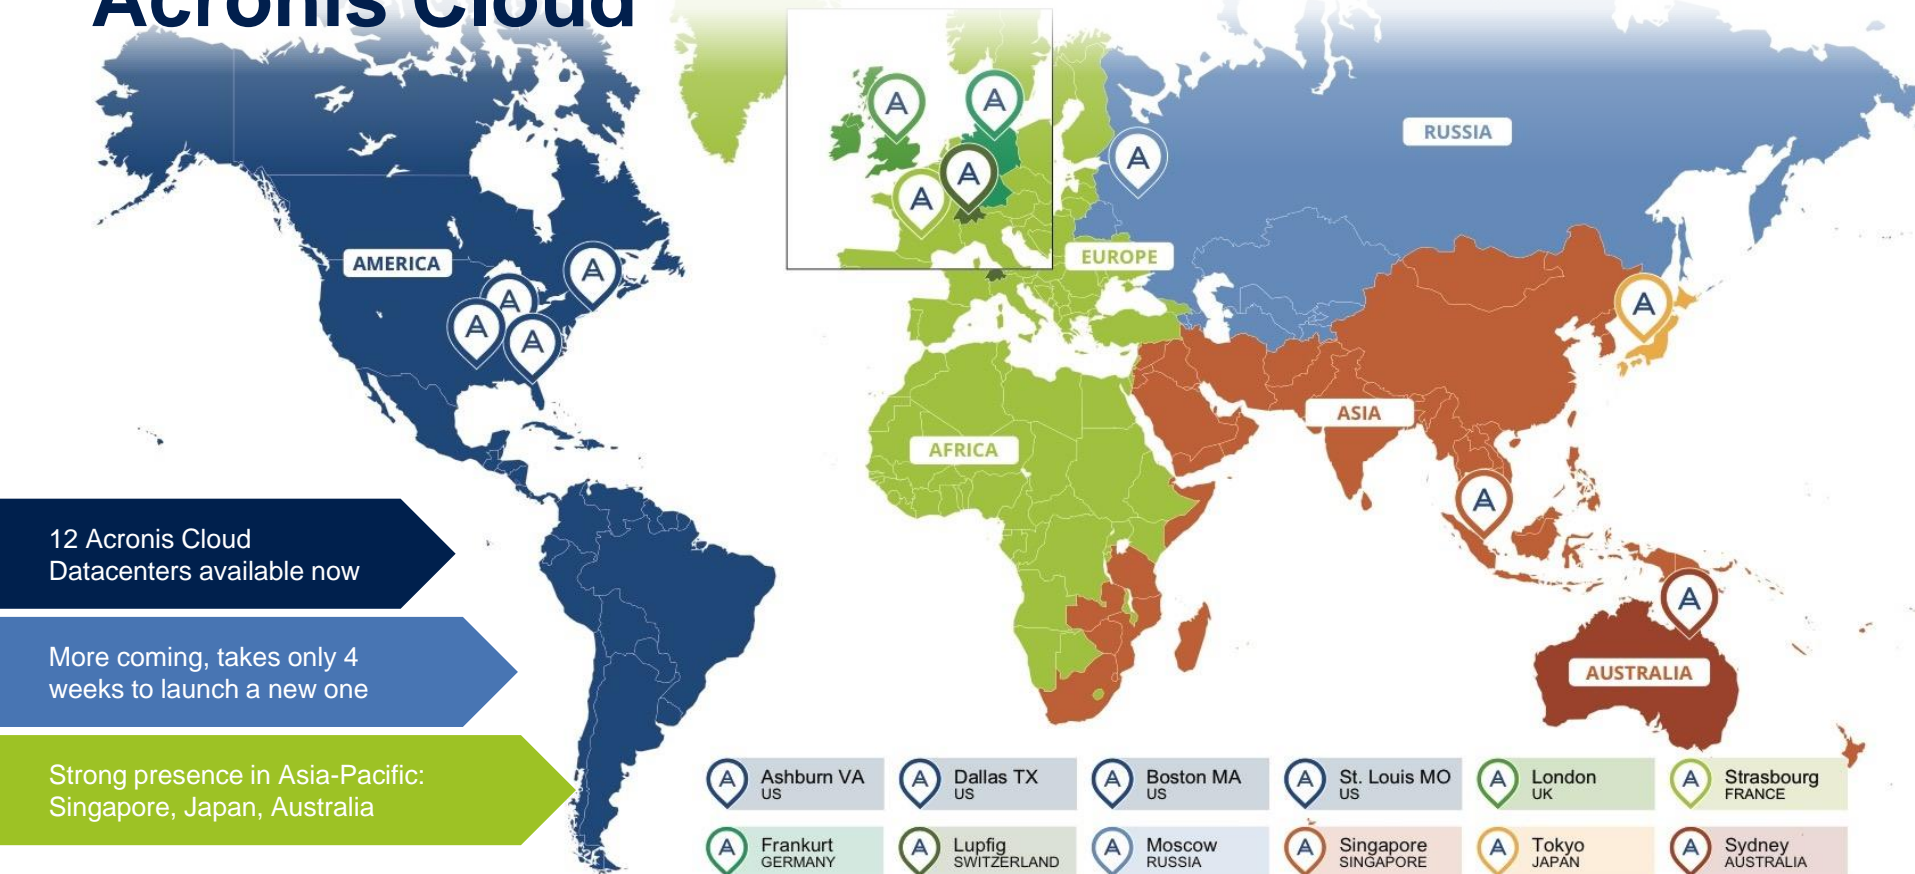 Acronis Cloud
RUSSIA
AMERICA
EUROPE
ASIA
AFRICA
AUSTRALIA
12 Acronis Cloud
Datacenters available now
More coming, takes only 4
weeks to launch a new one
Strong presence in Asia-Pacific:
Singapore, Japan, Australia
Ashburn VA
US
Dallas TX
US
Boston MA
US
St. Louis MO
US
London
UK
Strasbourg
FRANCE
Frankurt
GERMANY
Lupfig
SWITZERLAND
Moscow
RUSSIA
Singapore
SINGAPORE
Tokyo
JAPAN
Sydney
AUSTRALIA